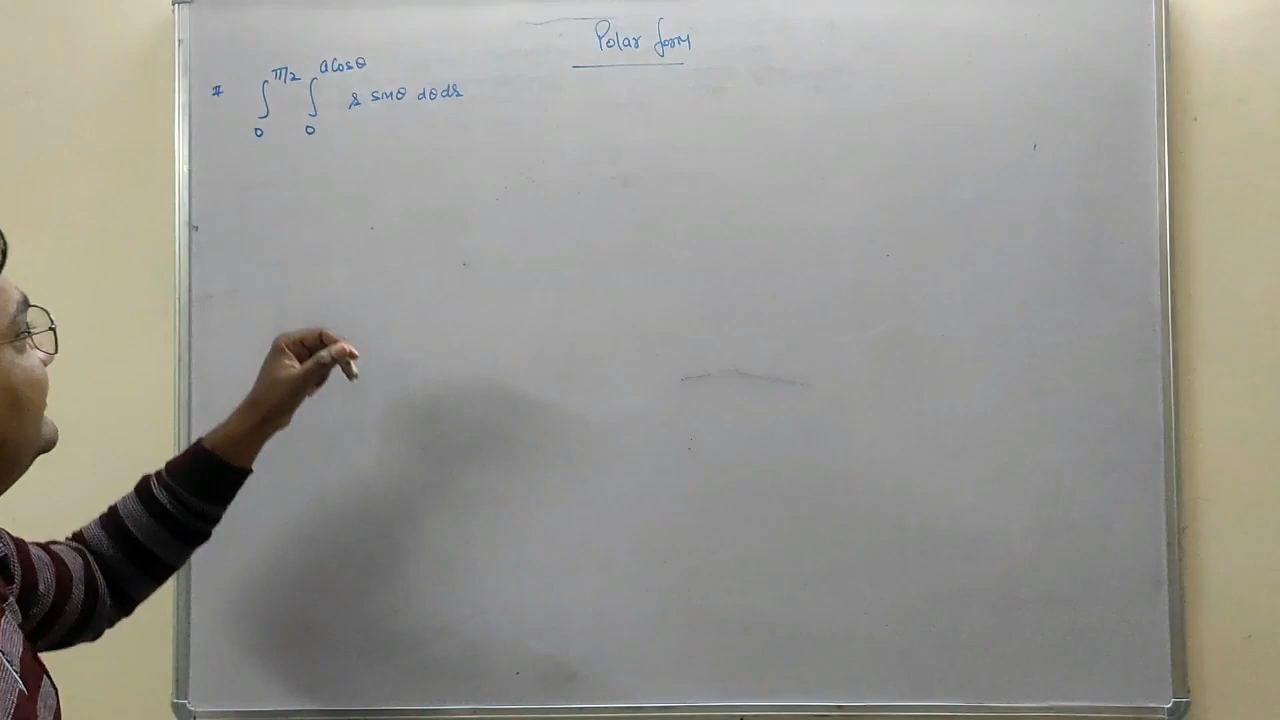 Polar form
# ∫₀^{π/2} ∫₀^{a cosθ} r sinθ dθ dr